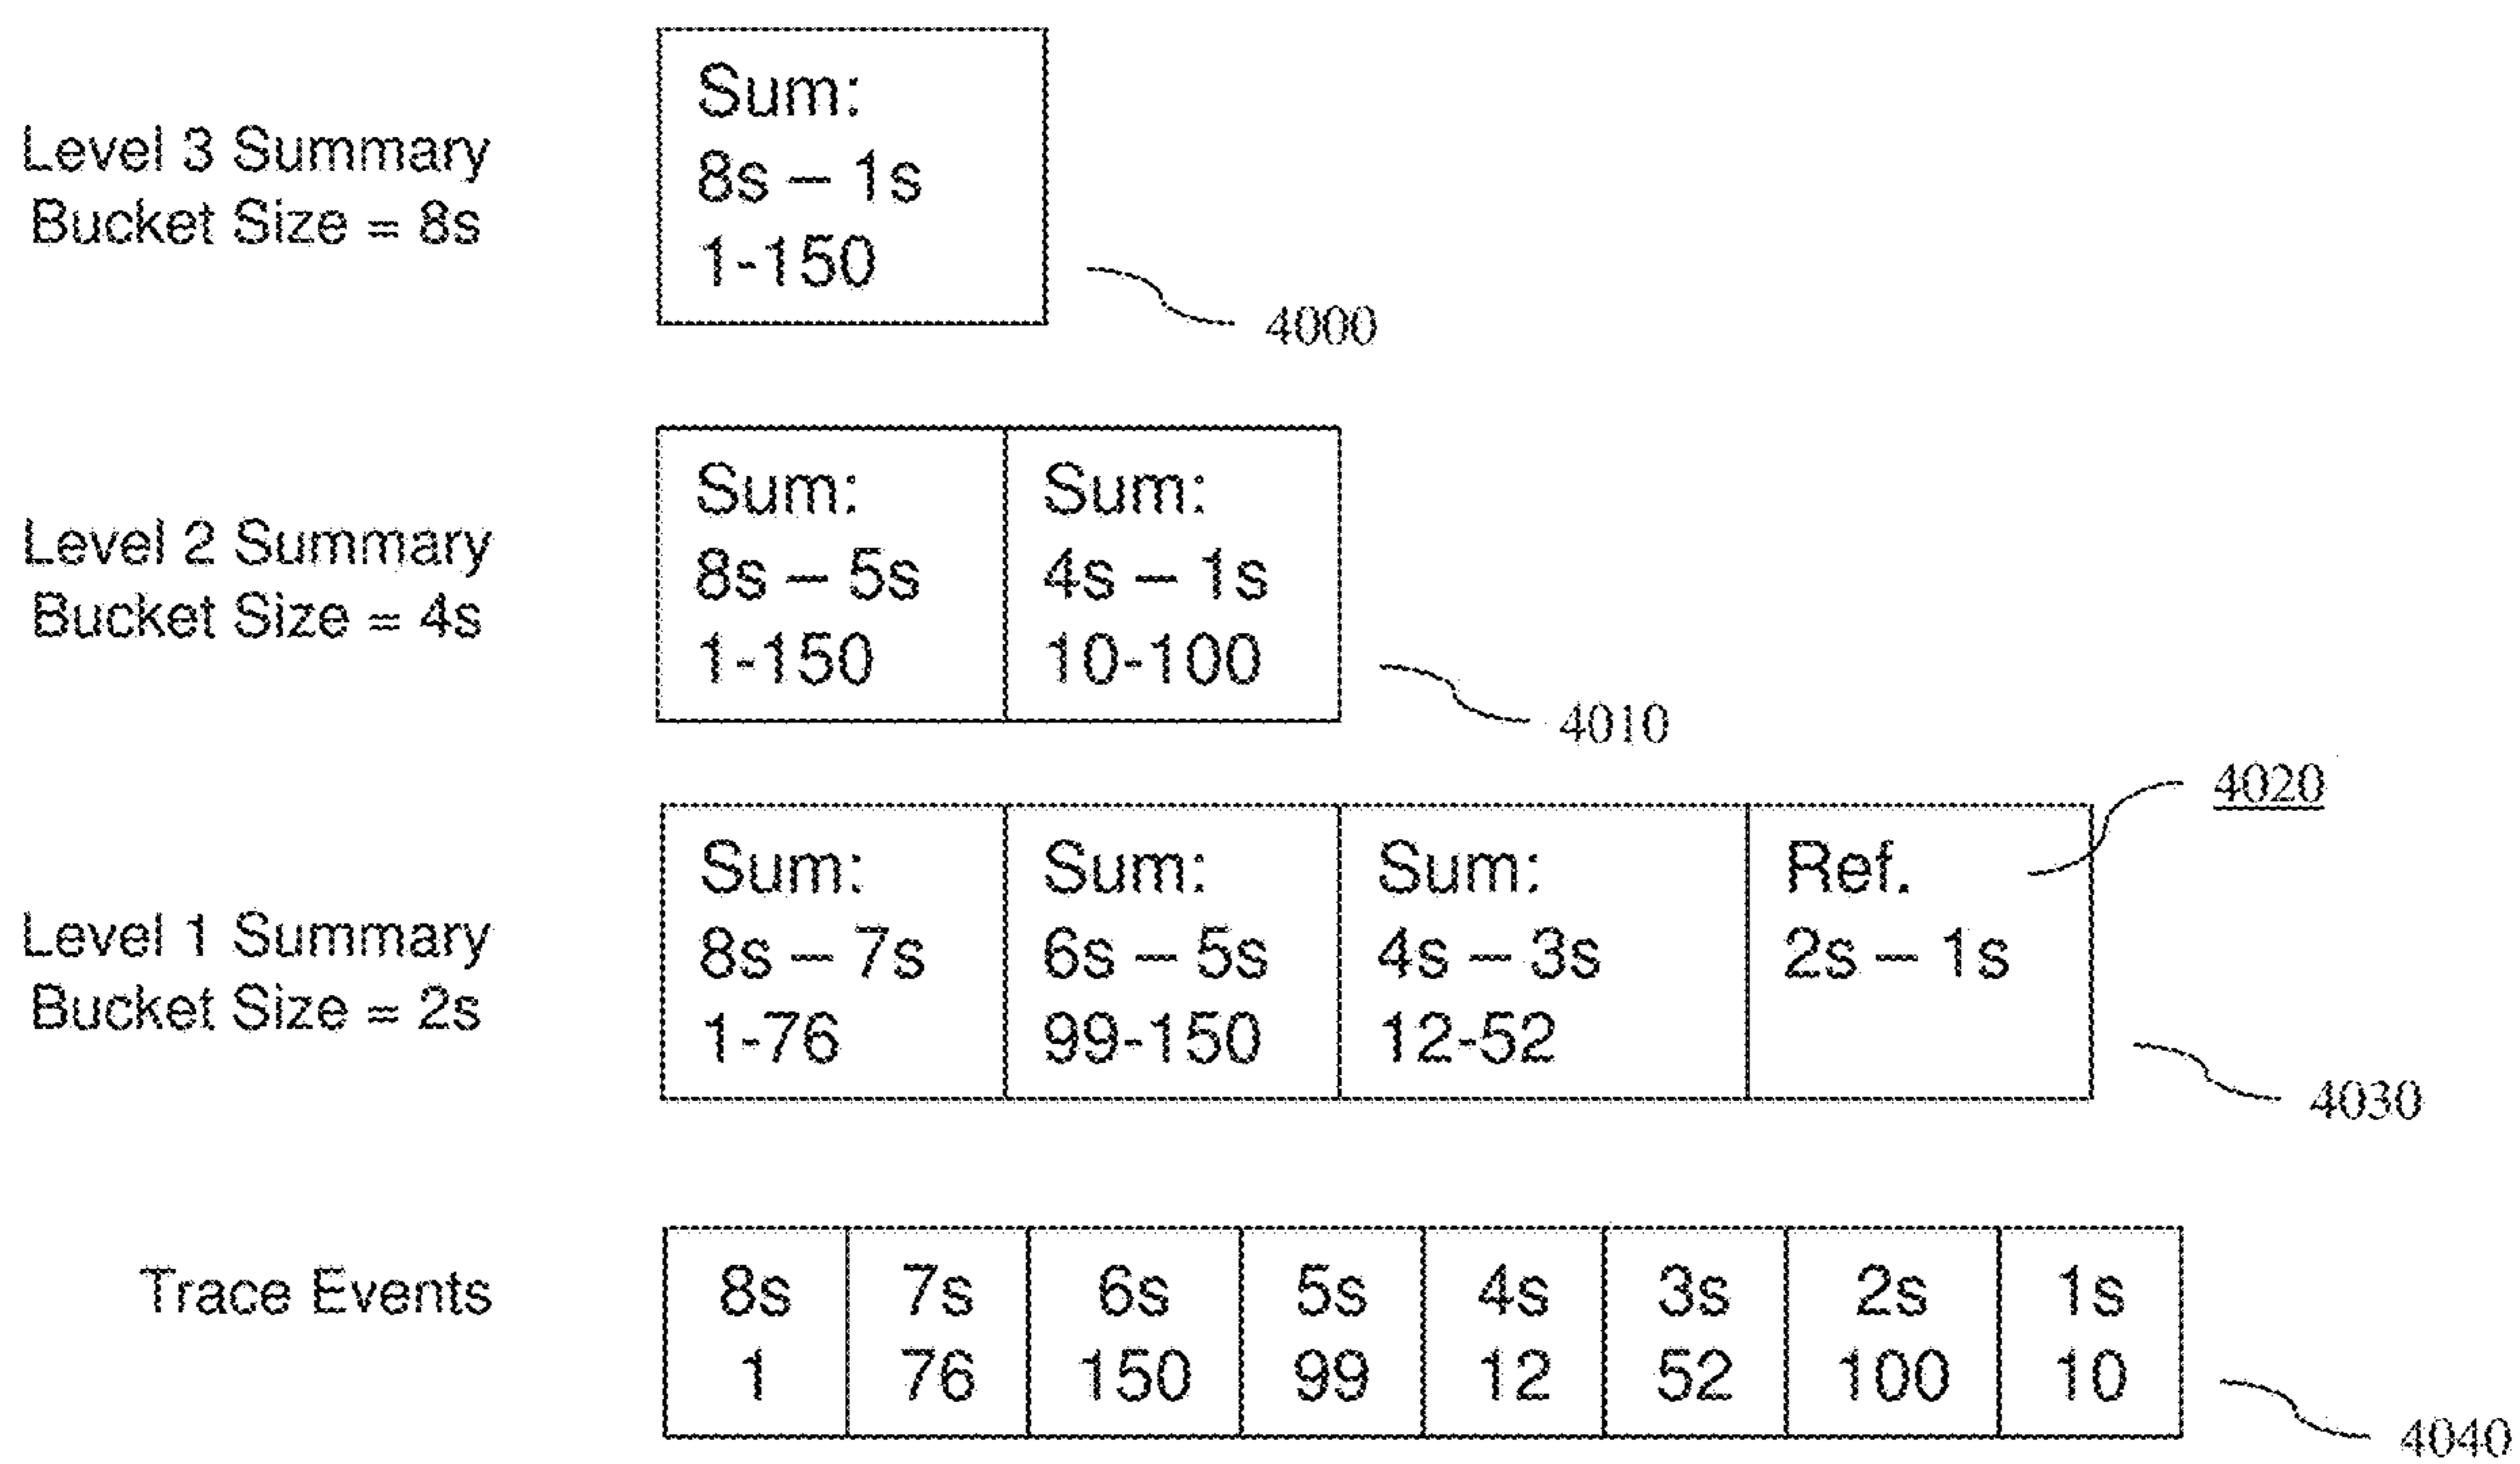 Level 3 Summary
Bucket Size = 8s
Sum:
8s – 1s
1-150
4000
Level 2 Summary
Bucket Size = 4s
Sum:
8s – 5s
1-150
Sum:
4s – 1s
10-100
4010
4020
Level 1 Summary
Bucket Size = 2s
Sum:
8s – 7s
1-76
Sum:
6s – 5s
99-150
Sum:
4s – 3s
12-52
Ref.
2s – 1s
4030
Trace Events
8s
1
7s
76
6s
150
5s
99
4s
12
3s
52
2s
100
1s
10
4040